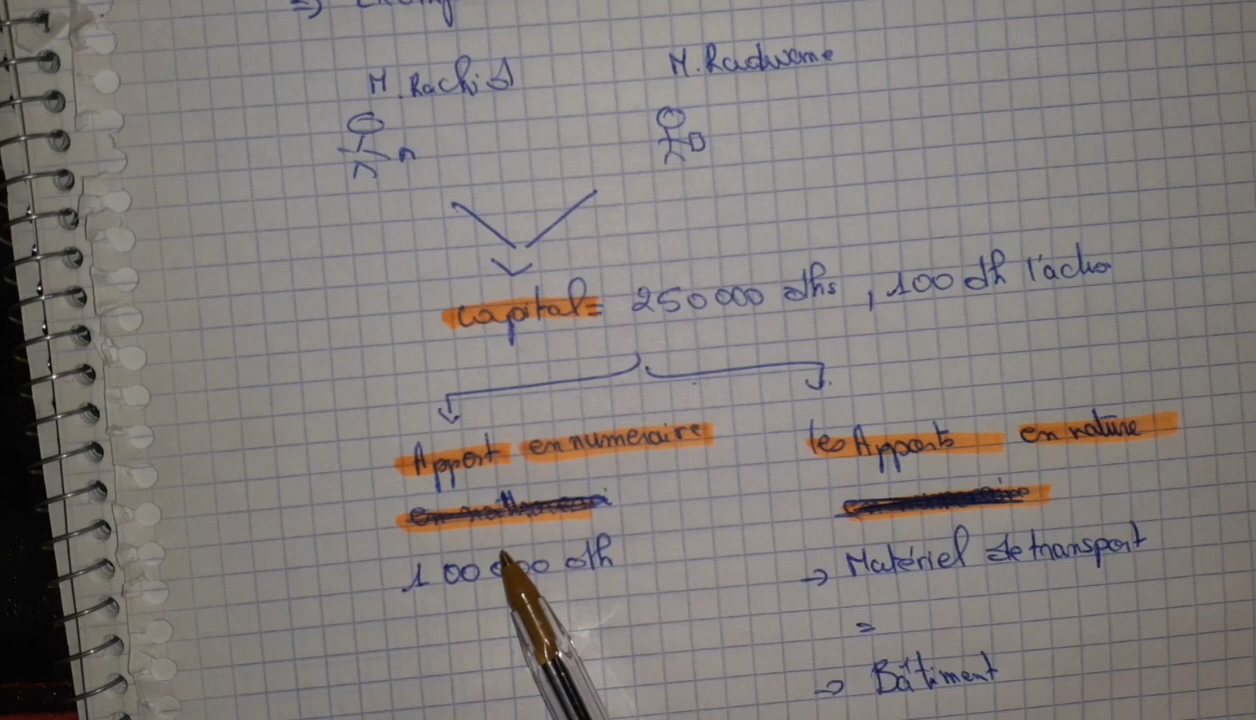 M. Rachid
M. Radwane
capital = 250 000 dhs , 100 dh l'action
Apport en numeraire
les Apports en nature
100 000 dh
→ Matériel de transport
=
→ Bâtiment